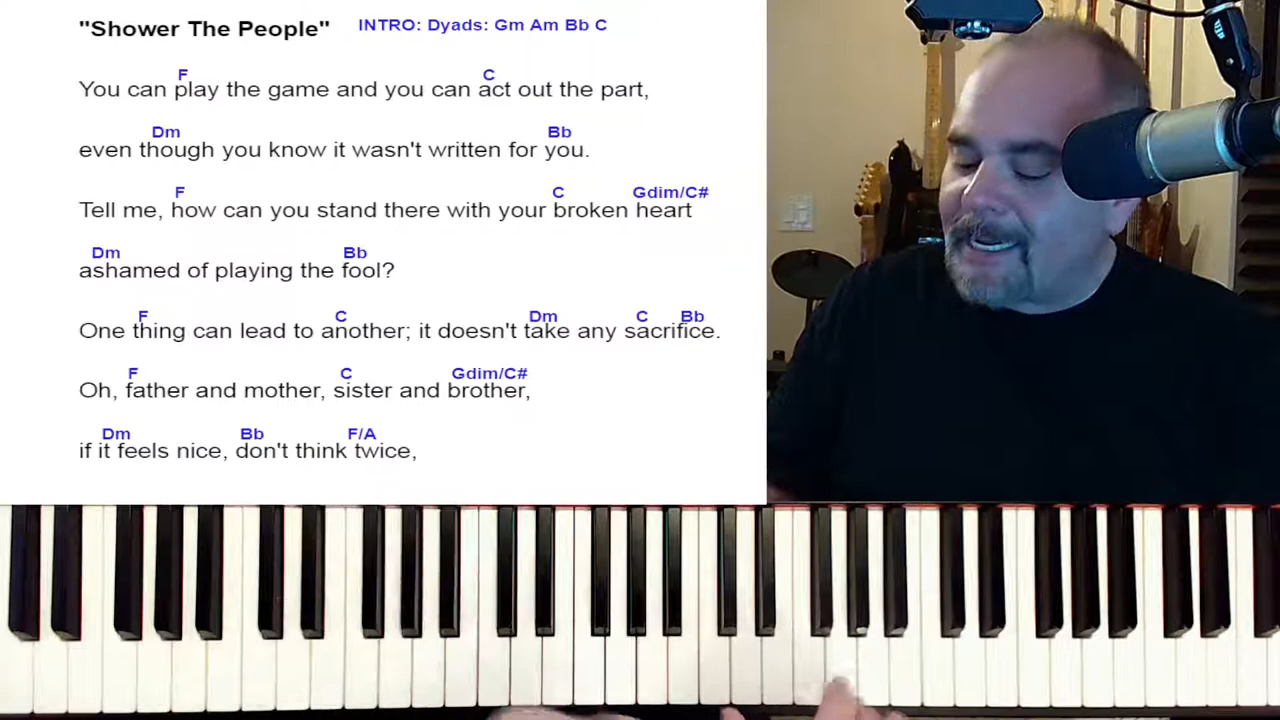 "Shower The People" INTRO: Dyads: Gm Am Bb C
F C
You can play the game and you can act out the part,
Dm Bb
even though you know it wasn't written for you.
F C Gdim/C#
Tell me, how can you stand there with your broken heart
Dm Bb
ashamed of playing the fool?
F C Dm C Bb
One thing can lead to another; it doesn't take any sacrifice.
F C Gdim/C#
Oh, father and mother, sister and brother,
Dm Bb F/A
if it feels nice, don't think twice,